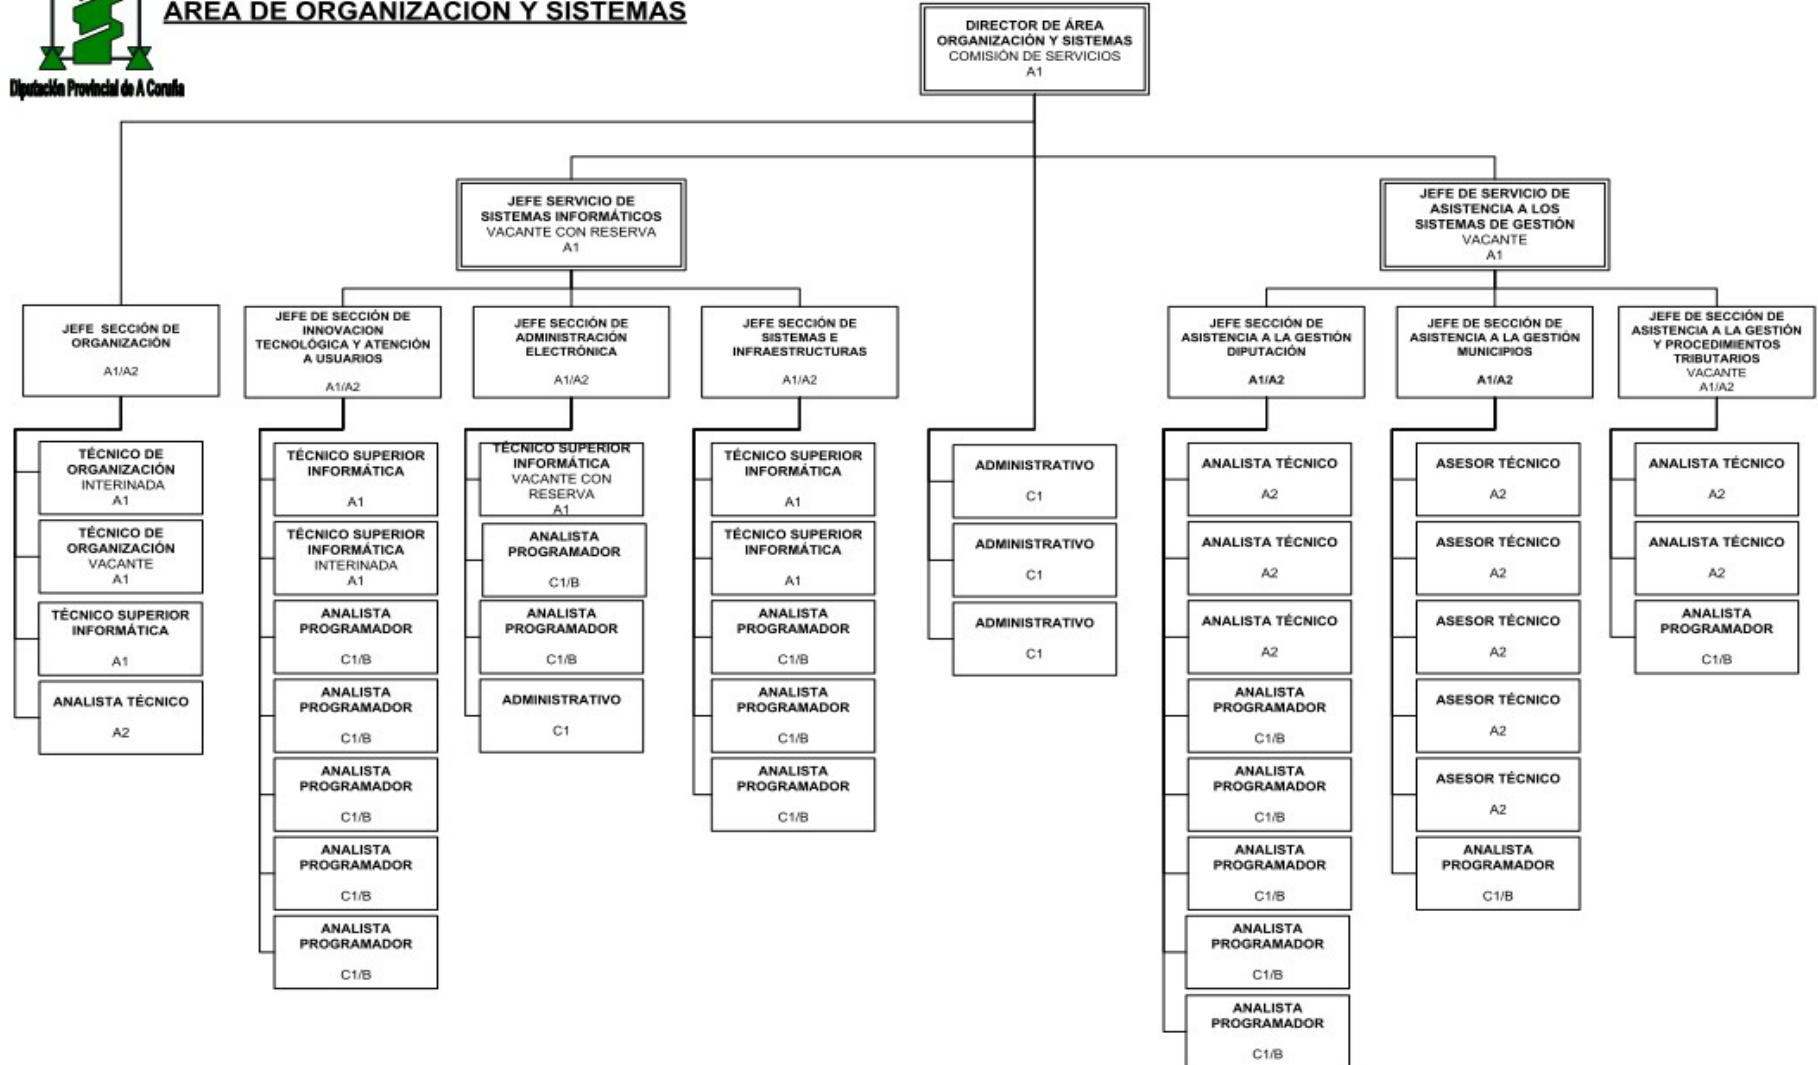 ÁREA DE ORGANIZACIÓN Y SISTEMAS
Diputación Provincial de A Coruña
DIRECTOR DE ÁREA
ORGANIZACIÓN Y SISTEMAS
COMISIÓN DE SERVICIOS
A1
JEFE SERVICIO DE
SISTEMAS INFORMÁTICOS
VACANTE CON RESERVA
A1
JEFE DE SERVICIO DE
ASISTENCIA A LOS
SISTEMAS DE GESTIÓN
VACANTE
A1
JEFE SECCIÓN DE
ORGANIZACIÓN
A1/A2
JEFE DE SECCIÓN DE
INNOVACION
TECNOLÓGICA Y ATENCIÓN
A USUARIOS
A1/A2
JEFE SECCIÓN DE
ADMINISTRACIÓN
ELECTRÓNICA
A1/A2
JEFE SECCIÓN DE
SISTEMAS E
INFRAESTRUCTURAS
A1/A2
JEFE SECCIÓN DE
ASISTENCIA A LA GESTIÓN
DIPUTACIÓN
A1/A2
JEFE DE SECCIÓN DE
ASISTENCIA A LA GESTIÓN
MUNICIPIOS
A1/A2
JEFE DE SECCIÓN DE
ASISTENCIA A LA GESTIÓN
Y PROCEDIMIENTOS
TRIBUTARIOS
VACANTE
A1/A2
TÉCNICO DE
ORGANIZACIÓN
INTERINADA
A1
TÉCNICO DE
ORGANIZACIÓN
VACANTE
A1
TÉCNICO SUPERIOR
INFORMÁTICA
A1
ANALISTA TÉCNICO
A2
TÉCNICO SUPERIOR
INFORMÁTICA
A1
TÉCNICO SUPERIOR
INFORMÁTICA
INTERINADA
A1
ANALISTA
PROGRAMADOR
C1/B
ANALISTA
PROGRAMADOR
C1/B
ANALISTA
PROGRAMADOR
C1/B
ANALISTA
PROGRAMADOR
C1/B
ANALISTA
PROGRAMADOR
C1/B
TÉCNICO SUPERIOR
INFORMÁTICA
VACANTE CON
RESERVA
A1
ANALISTA
PROGRAMADOR
C1/B
ANALISTA
PROGRAMADOR
C1/B
ADMINISTRATIVO
C1
TÉCNICO SUPERIOR
INFORMÁTICA
A1
TÉCNICO SUPERIOR
INFORMÁTICA
A1
ANALISTA
PROGRAMADOR
C1/B
ANALISTA
PROGRAMADOR
C1/B
ANALISTA
PROGRAMADOR
C1/B
ADMINISTRATIVO
C1
ADMINISTRATIVO
C1
ADMINISTRATIVO
C1
ANALISTA TÉCNICO
A2
ANALISTA TÉCNICO
A2
ANALISTA TÉCNICO
A2
ANALISTA
PROGRAMADOR
C1/B
ANALISTA
PROGRAMADOR
C1/B
ANALISTA
PROGRAMADOR
C1/B
ANALISTA
PROGRAMADOR
C1/B
ANALISTA
PROGRAMADOR
C1/B
ASESOR TÉCNICO
A2
ASESOR TÉCNICO
A2
ASESOR TÉCNICO
A2
ASESOR TÉCNICO
A2
ASESOR TÉCNICO
A2
ANALISTA
PROGRAMADOR
C1/B
ANALISTA TÉCNICO
A2
ANALISTA TÉCNICO
A2
ANALISTA
PROGRAMADOR
C1/B